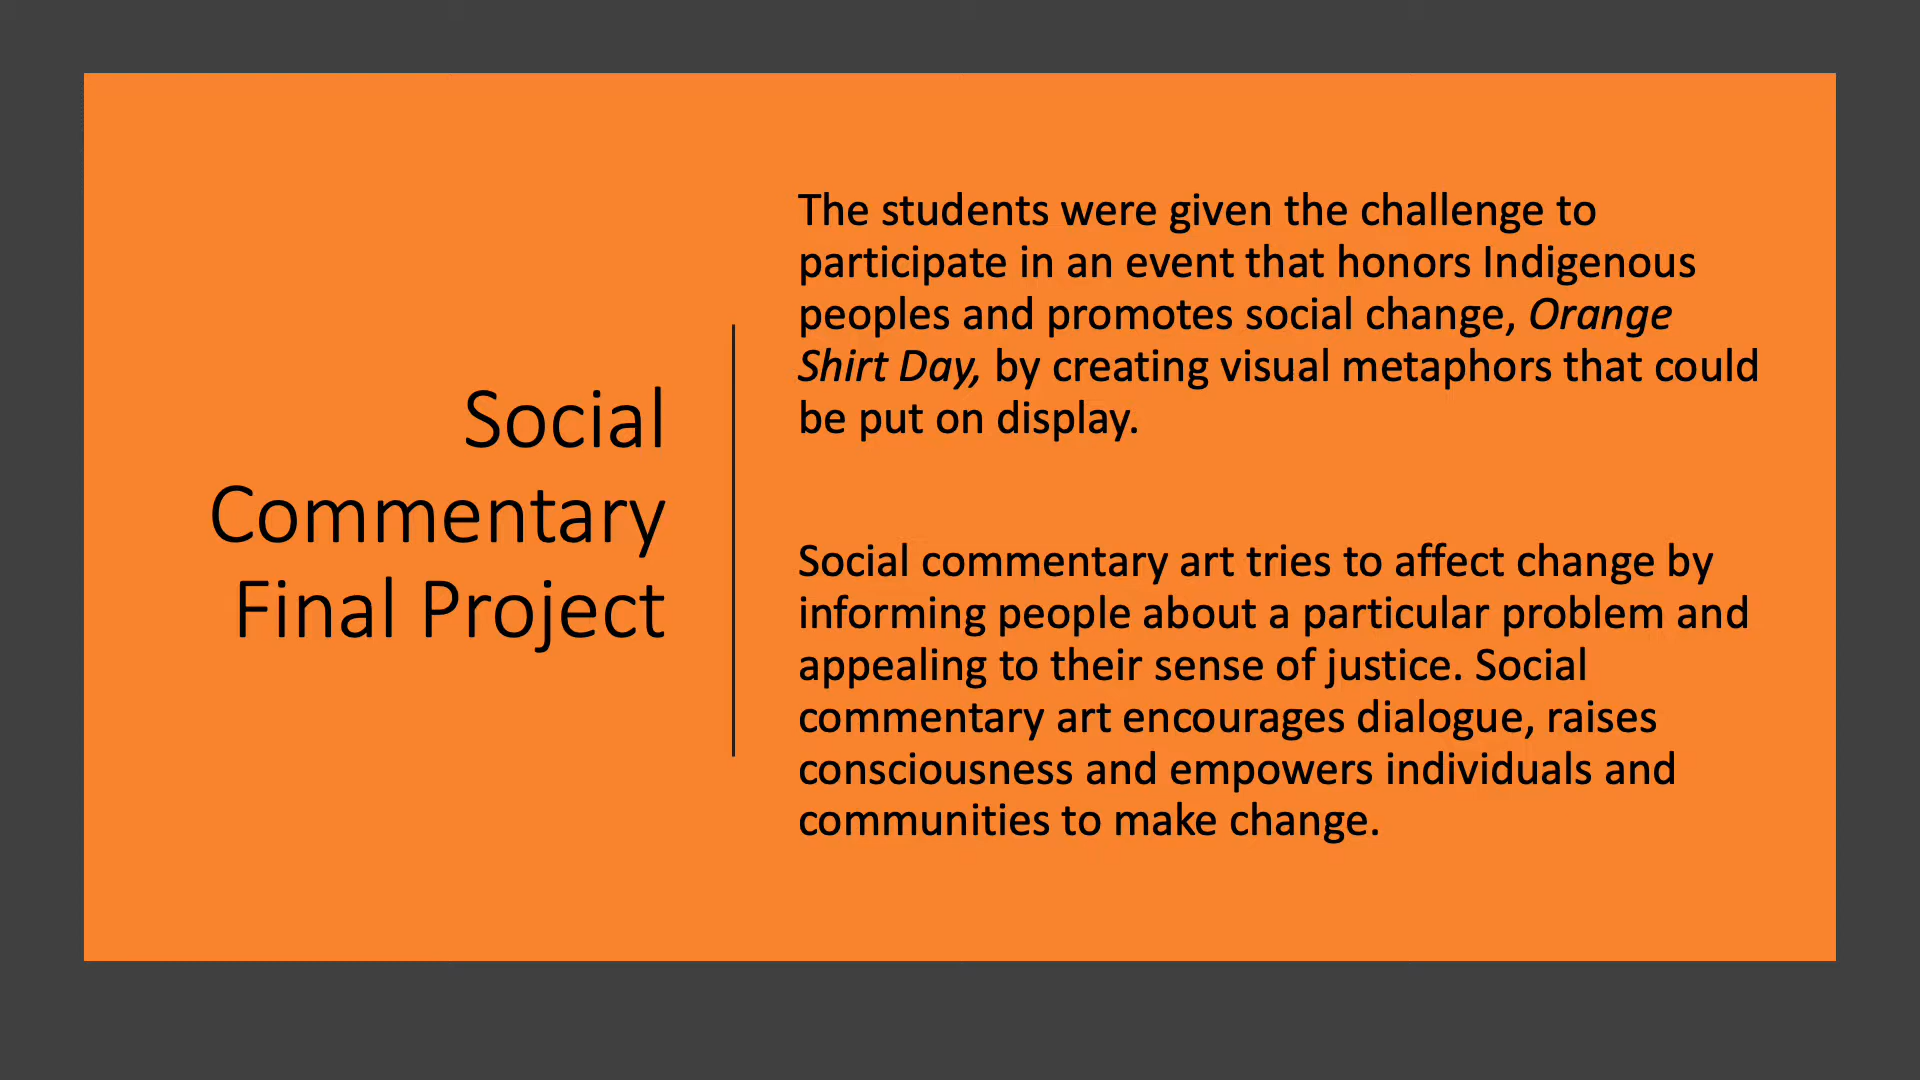 Social
Commentary
Final Project
The students were given the challenge to
participate in an event that honors Indigenous
peoples and promotes social change, Orange
Shirt Day, by creating visual metaphors that could
be put on display.
Social commentary art tries to affect change by
informing people about a particular problem and
appealing to their sense of justice. Social
commentary art encourages dialogue, raises
consciousness and empowers individuals and
communities to make change.